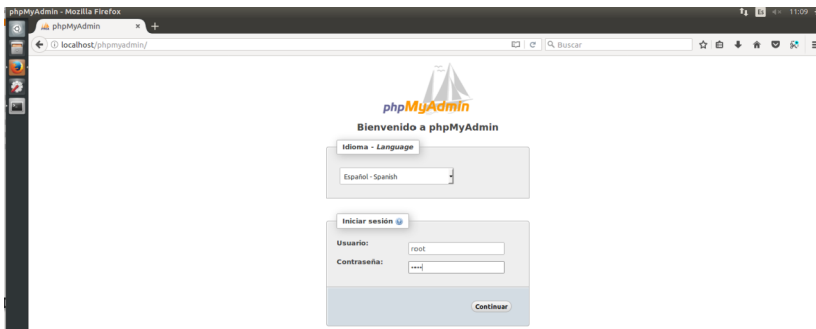 phpMyAdmin - Mozilla Firefox
Es
11:09
phpMyAdmin × +
localhost/phpmyadmin/
Buscar
phpMyAdmin
Bienvenido a phpMyAdmin
Idioma - Language
Español - Spanish
Iniciar sesión
Usuario:
root
Contraseña:
••••
Continuar